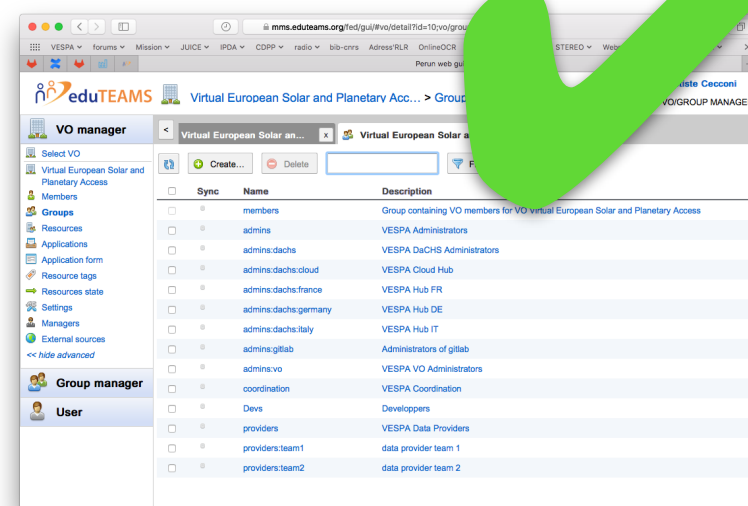 mms.eduteams.org/fed/gui/#vo/detail?id=10;vo/grou
VESPA forums Mission JUICE IPDA CDPP radio bib-cnrs Adress'RLR OnlineOCR STEREO
Perun web gui
eduTEAMS Virtual European Solar and Planetary Acc... > Group
Cecconi
VO/GROUP MANAGE
VO manager
< Virtual European Solar an... x Virtual European Solar a
Select VO
Virtual European Solar and
Planetary Access
Members
Groups
Resources
Applications
Application form
Resource tags
Resources state
Settings
Managers
External sources
<< hide advanced
Group manager
User
Create... Delete
Sync Name Description
members Group containing VO members for VO Virtual European Solar and Planetary Access
admins VESPA Administrators
admins:dachs VESPA DaCHS Administrators
admins:dachs:cloud VESPA Cloud Hub
admins:dachs:france VESPA Hub FR
admins:dachs:germany VESPA Hub DE
admins:dachs:italy VESPA Hub IT
admins:gitlab Administrators of gitlab
admins:vo VESPA VO Administrators
coordination VESPA Coordination
Devs Developpers
providers VESPA Data Providers
providers:team1 data provider team 1
providers:team2 data provider team 2